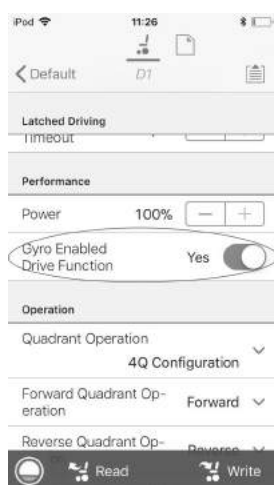 iPod 11:26
Default D1
Latched Driving
Timeout
Performance
Power 100% − +
Gyro Enabled
Drive Function Yes
Operation
Quadrant Operation
4Q Configuration
Forward Quadrant Op-
eration Forward
Reverse Quadrant Op-
Reverse
Read Write